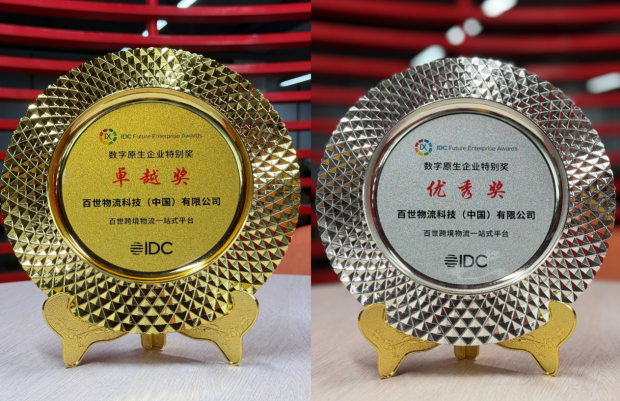 IDC Future Enterprise Awards
数字原生企业特别奖
卓越奖
百世物流科技（中国）有限公司
百世跨境物流一站式平台
IDC
IDC Future Enterprise Awards
数字原生企业特别奖
优秀奖
百世物流科技（中国）有限公司
百世跨境物流一站式平台
IDC